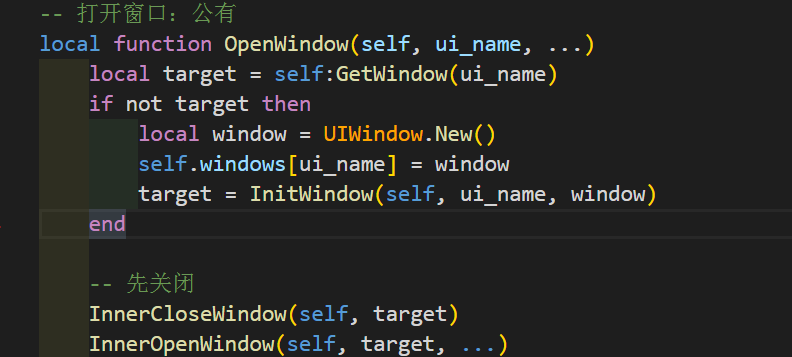 -- 打开窗口：公有
local function OpenWindow(self, ui_name, ...)
local target = self:GetWindow(ui_name)
if not target then
local window = UIWindow.New()
self.windows[ui_name] = window
target = InitWindow(self, ui_name, window)
end
-- 先关闭
InnerCloseWindow(self, target)
InnerOpenWindow(self, target, ...)